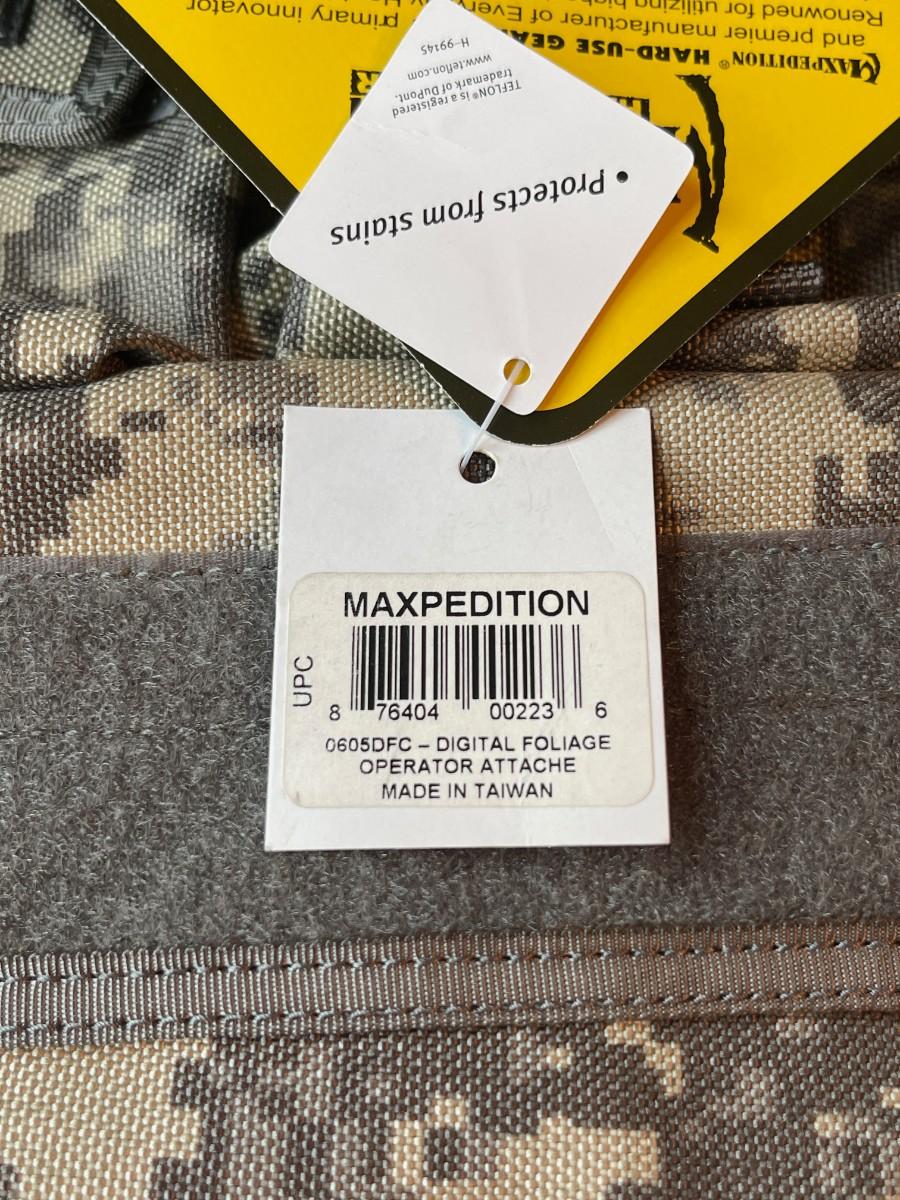 MAXPEDITION® HARD-USE GEAR
and premier manufacturer of Every
primary innovator
Renowned for utilizing
TEFLON® is a registered
trademark of DuPont.
www.teflon.com
H-99145
• Protects from stains
MAXPEDITION
UPC
8 76404 00223 6
0605DFC – DIGITAL FOLIAGE
OPERATOR ATTACHE
MADE IN TAIWAN